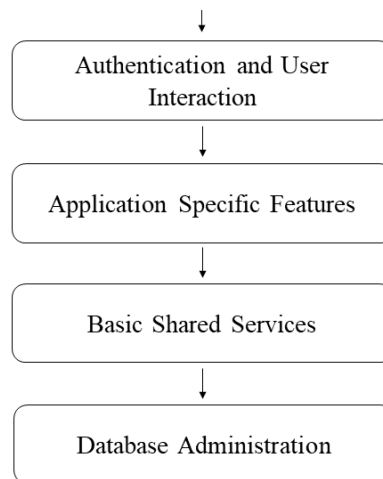 Authentication and User
Interaction
Application Specific Features
Basic Shared Services
Database Administration